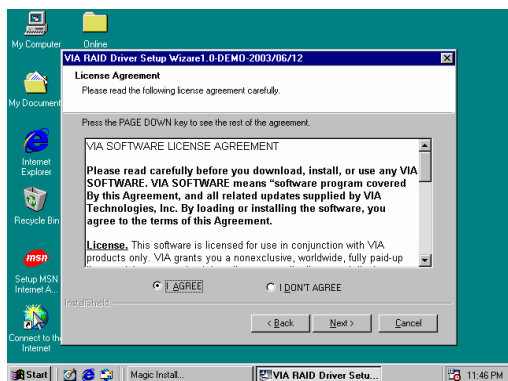 My Computer
Online
VIA RAID Driver Setup Wizare1.0-DEMO-2003/06/12
License Agreement
Please read the following license agreement carefully.
My Document
Press the PAGE DOWN key to see the rest of the agreement.
VIA SOFTWARE LICENSE AGREEMENT
Please read carefully before you download, install, or use any VIA
SOFTWARE. VIA SOFTWARE means "software program covered
By this Agreement, and all related updates supplied by VIA
Technologies, Inc. By loading or installing the software, you
agree to the terms of this Agreement.
Internet
Explorer
Recycle Bin
License. This software is licensed for use in conjunction with VIA
products only. VIA grants you a nonexclusive, worldwide, fully paid-up
msn
Setup MSN
Internet A...
I AGREE
I DON'T AGREE
InstallShield
< Back
Next >
Cancel
Connect to the
Internet
Start
Magic Install...
VIA RAID Driver Setu...
11:46 PM